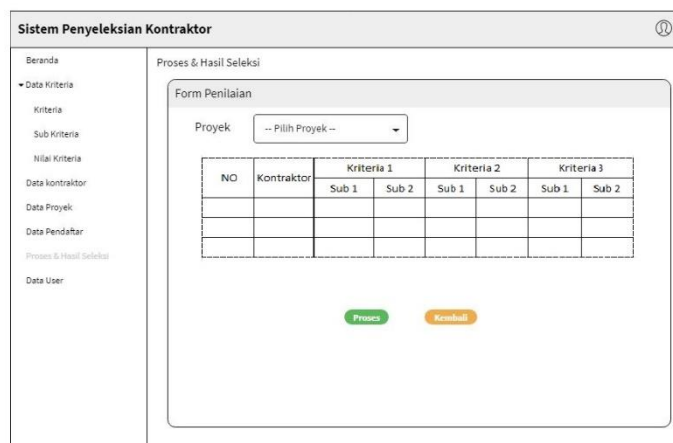 Sistem Penyeleksian Kontraktor
Beranda
Data Kriteria
Kriteria
Sub Kriteria
Nilai Kriteria
Data kontraktor
Data Proyek
Data Pendaftar
Proses & Hasil Seleksi
Data User
Proses & Hasil Seleksi
Form Penilaian
Proyek -- Pilih Proyek --
NO Kontraktor Kriteria 1 Kriteria 2 Kriteria 3
Sub 1 Sub 2 Sub 1 Sub 2 Sub 1 Sub 2
Proses Kembali